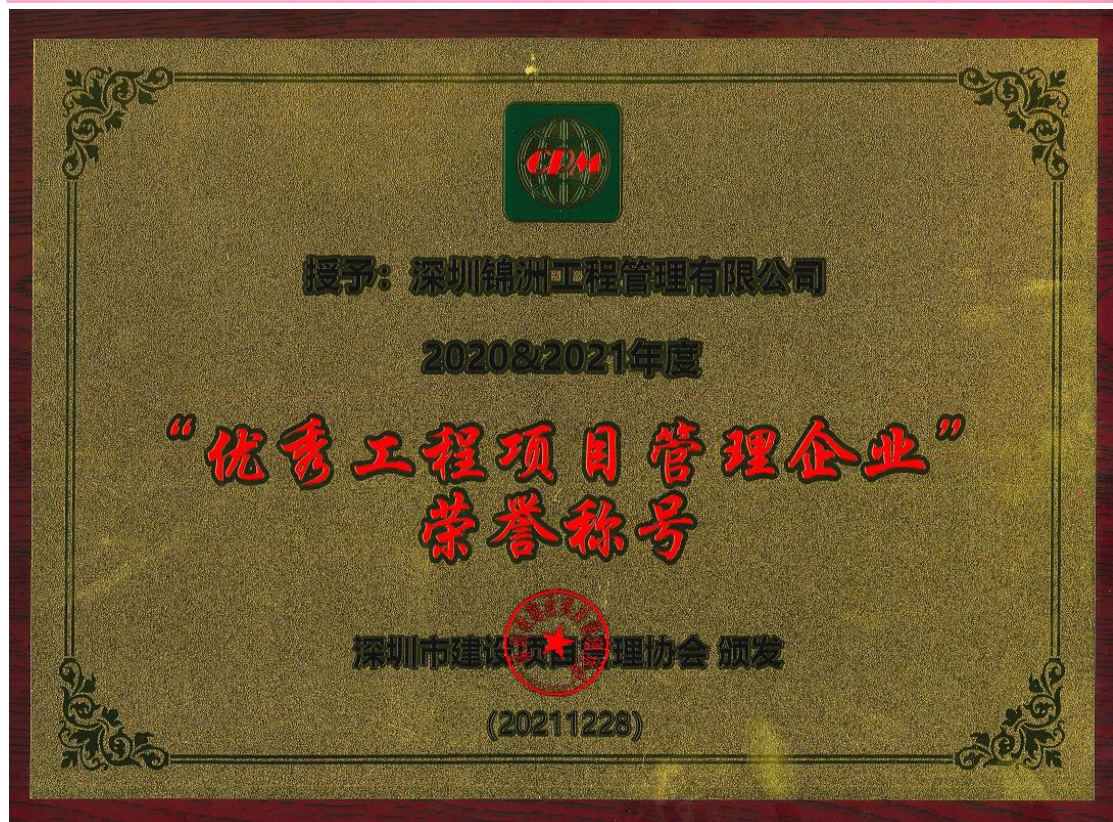 CPM
授予：深圳锦洲工程管理有限公司
2020&2021年度
“优秀工程项目管理企业”
荣誉称号
深圳市建设项目管理协会 颁发
(20211228)